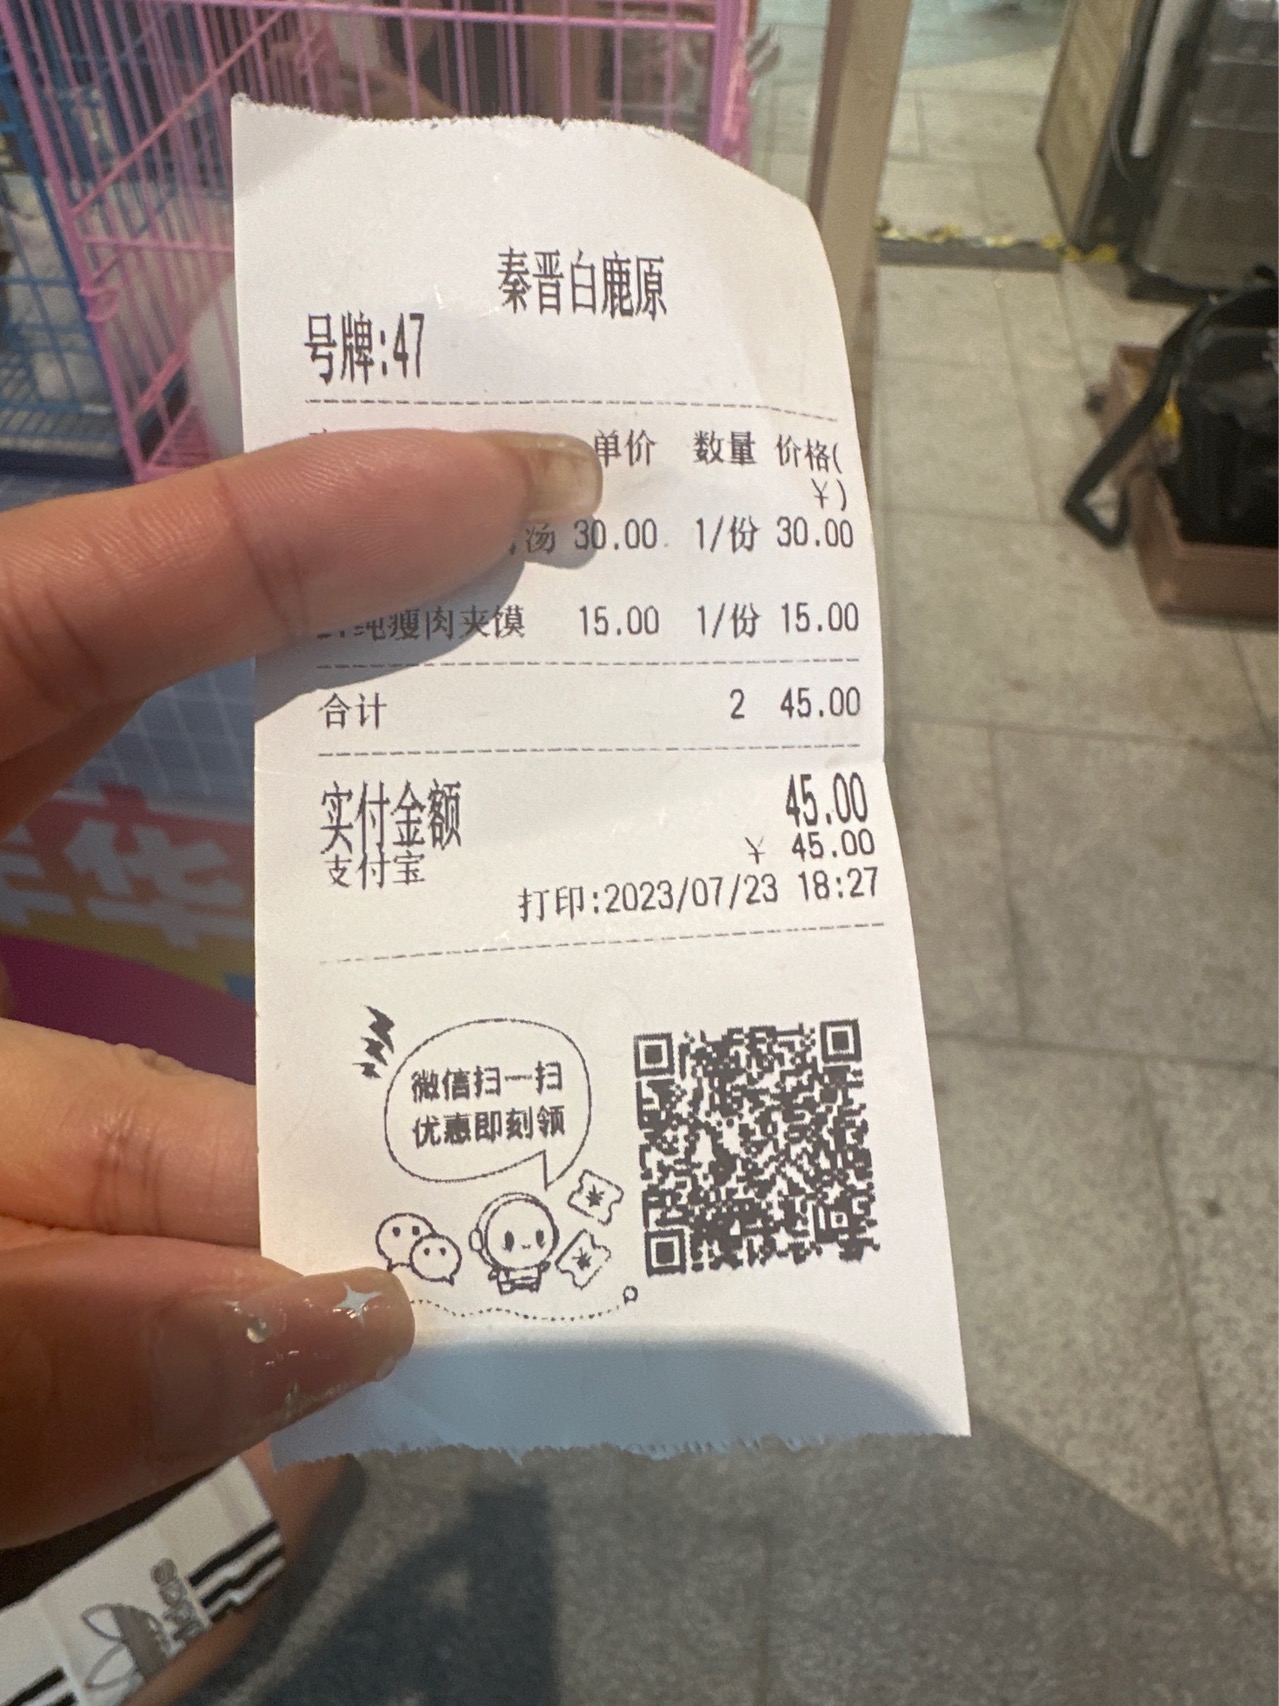 秦晋白鹿原
号牌:47
单价 数量 价格(
¥)
汤 30.00 1/份 30.00
纯瘦肉夹馍 15.00 1/份 15.00
合计 2 45.00
实付金额 45.00
支付宝 ¥ 45.00
打印:2023/07/23 18:27
微信扫一扫
优惠即刻领